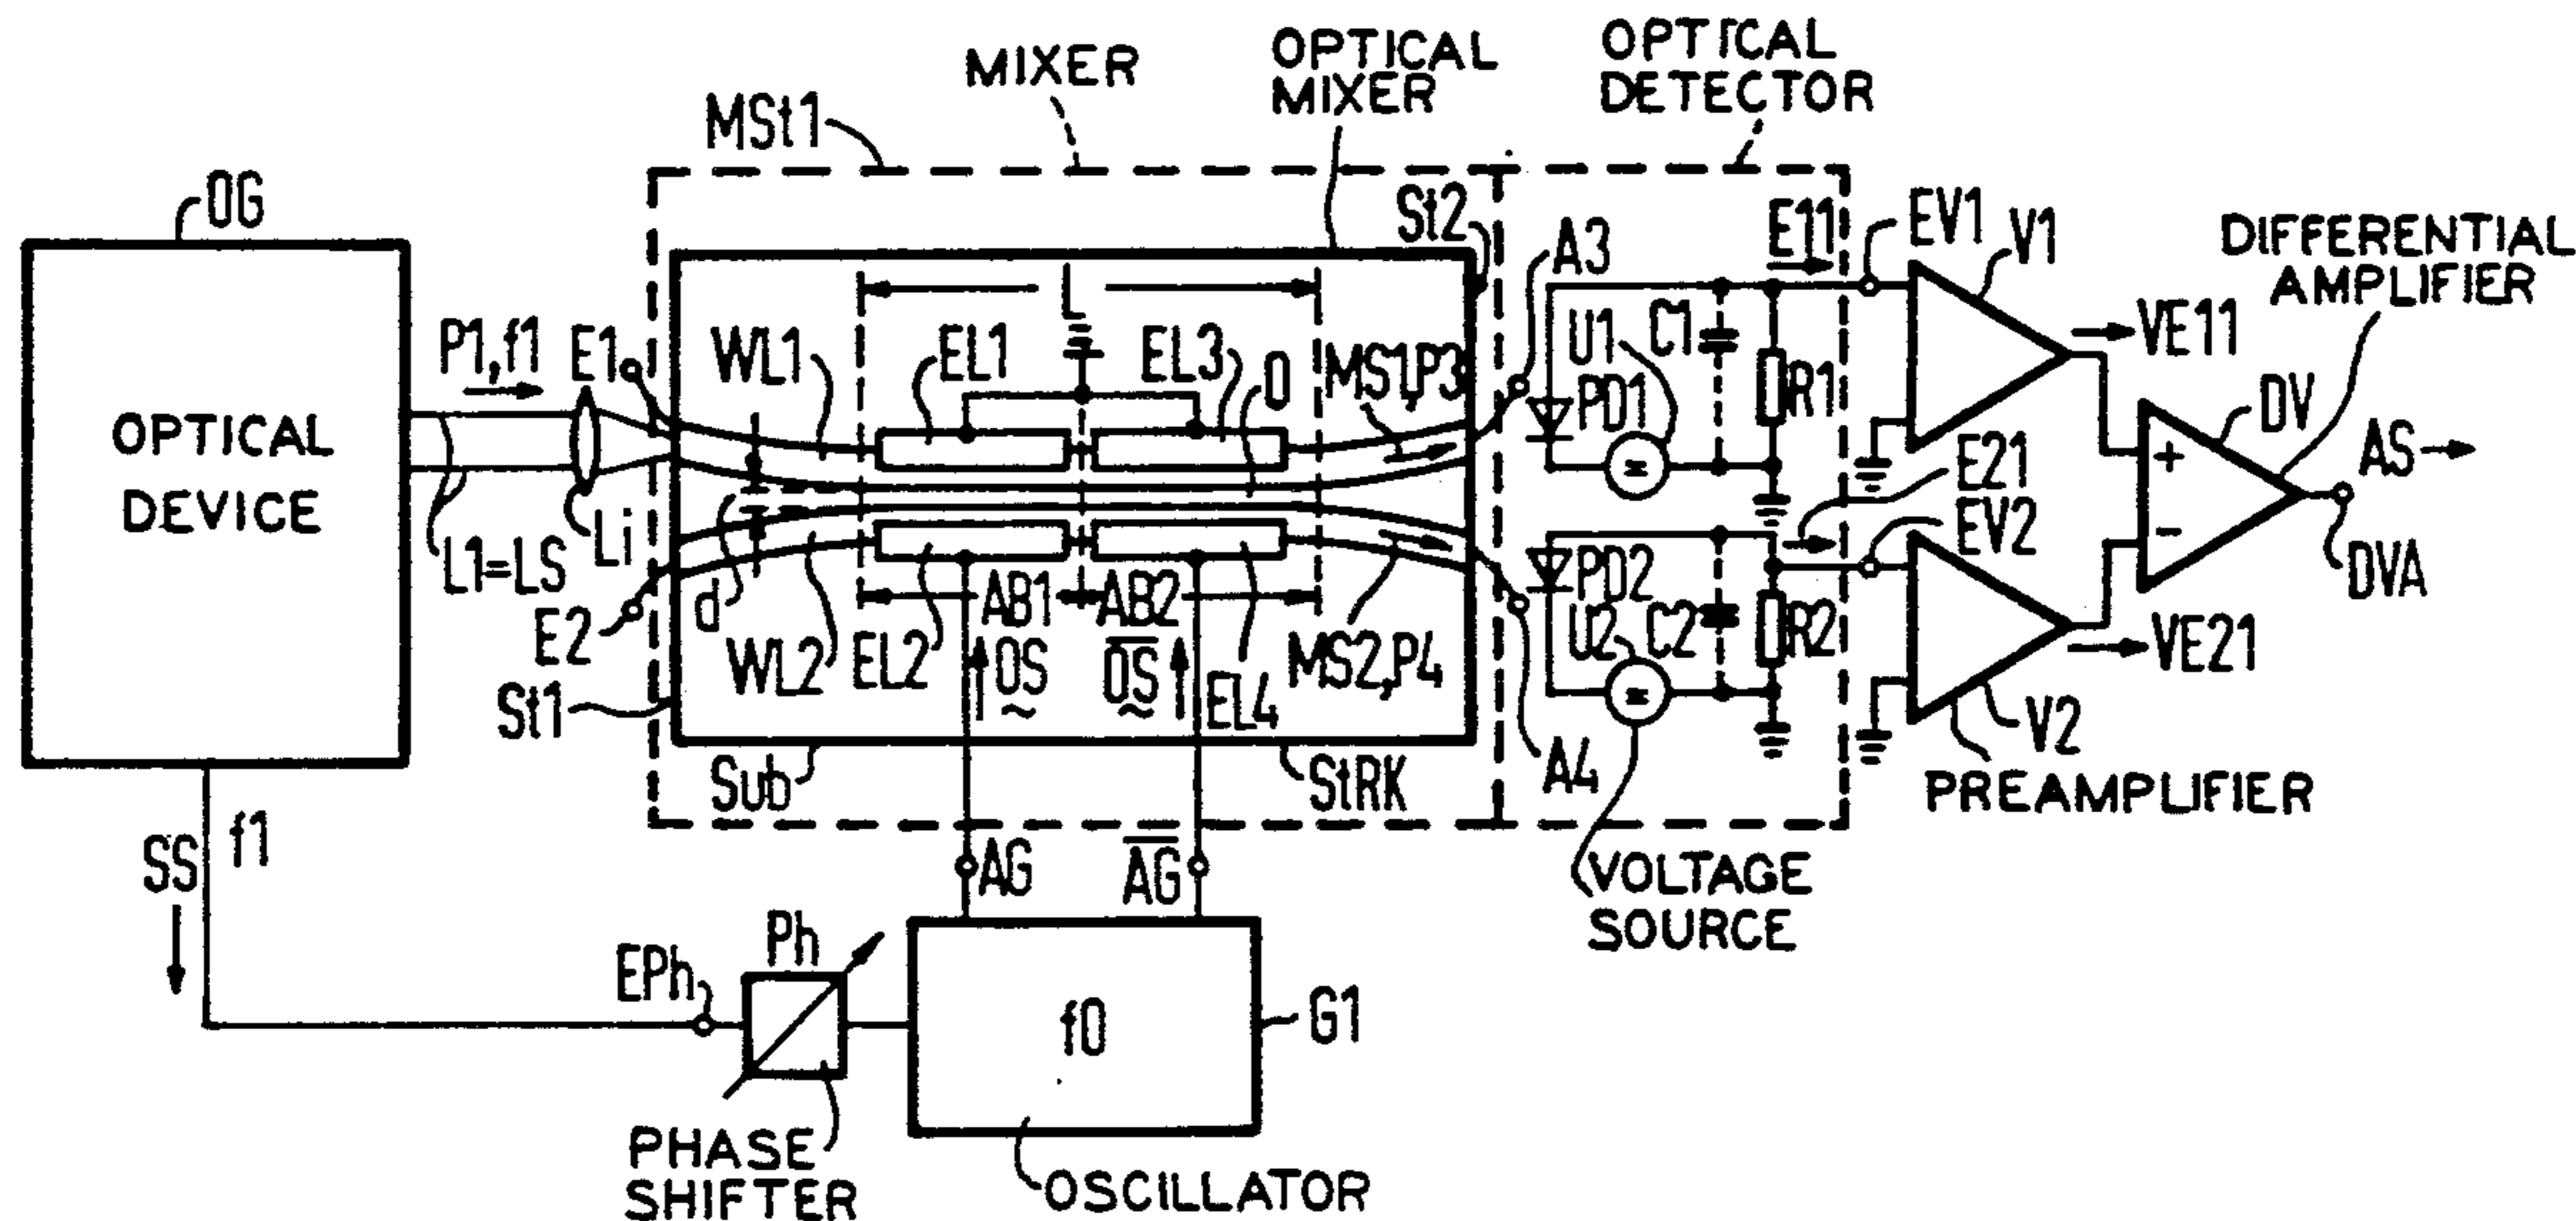 MIXER
OPTICAL
MIXER
OPTICAL
DETECTOR
MSt1
OG
St2
A3
E11
EV1
V1
DIFFERENTIAL
AMPLIFIER
L
P1,f1
E1
WL1
EL1
EL3
O
MS1,P3
U1
C1
PD1
R1
VE11
DV
+
-
AS
OPTICAL
DEVICE
E21
EV2
L1=LS
Li
d
E2
WL2
EL2
AB1
AB2
OS
~
OS
~
EL4
MS2,P4
PD2
U2
C2
R2
VE21
DVA
St1
Sub
StRK
A4
V2
PREAMPLIFIER
f1
SS
AG
AG
VOLTAGE
SOURCE
EPh
Ph
f0
G1
PHASE
SHIFTER
OSCILLATOR